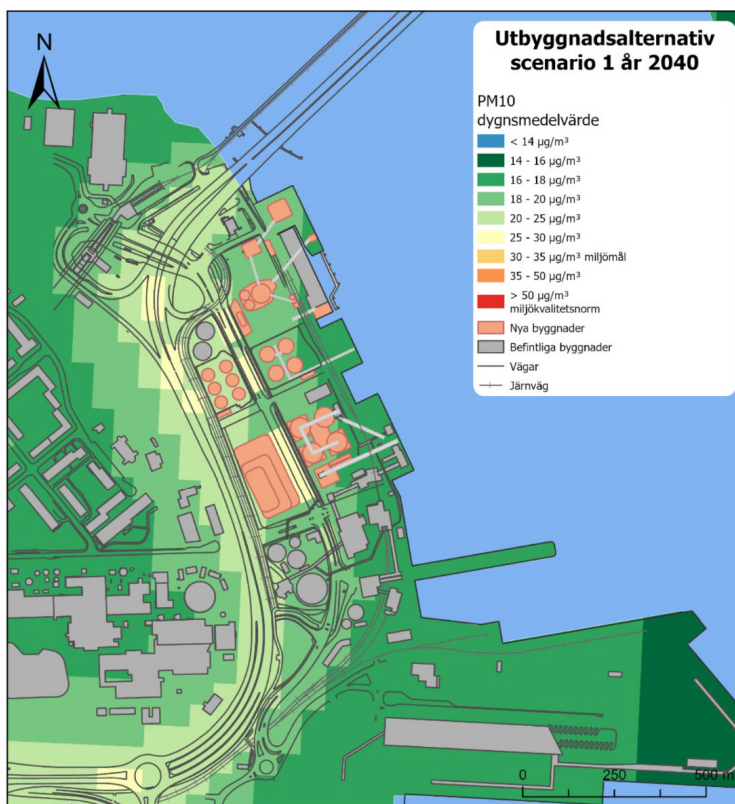 N
Utbyggnadsalternativ
scenario 1 år 2040
PM10
dygnsmedelvärde
< 14 µg/m³
14 - 16 µg/m³
16 - 18 µg/m³
18 - 20 µg/m³
20 - 25 µg/m³
25 - 30 µg/m³
30 - 35 µg/m³ miljömål
35 - 50 µg/m³
> 50 µg/m³
miljökvalitetsnorm
Nya byggnader
Befintliga byggnader
Vägar
Järnväg
0 250 500 m